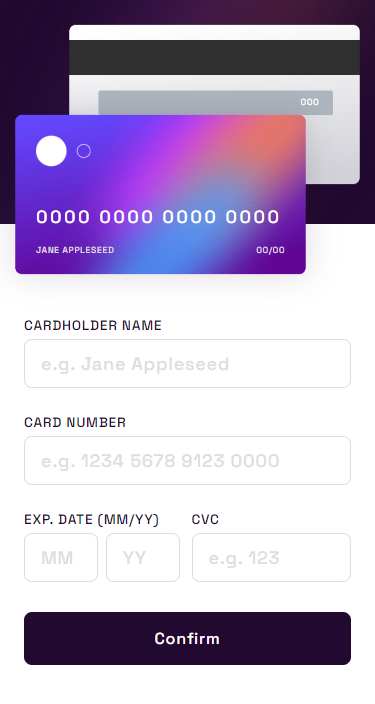 000
0000 0000 0000 0000
JANE APPLESEED 00/00
CARDHOLDER NAME
e.g. Jane Appleseed
CARD NUMBER
e.g. 1234 5678 9123 0000
EXP. DATE (MM/YY) CVC
MM YY e.g. 123
Confirm